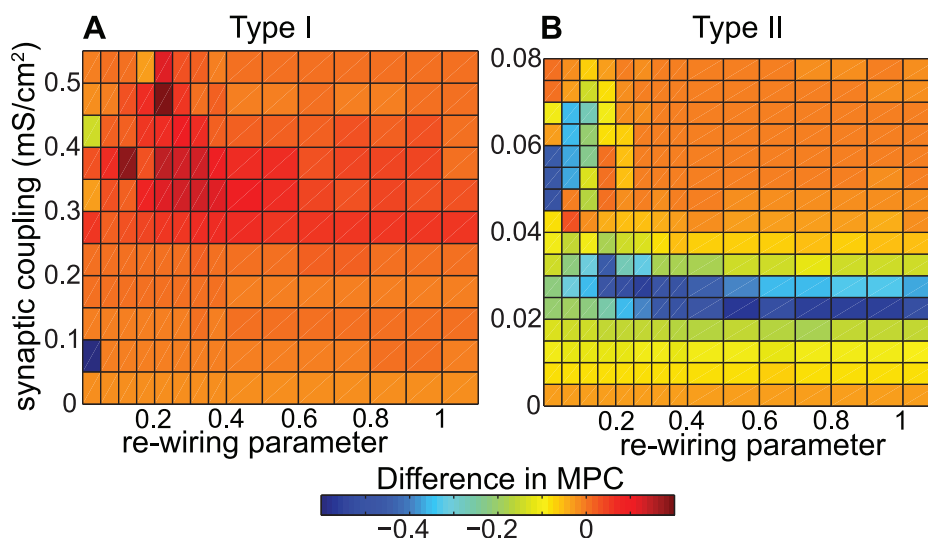 A Type I
B Type II
synaptic coupling (mS/cm²)
0.5
0.4
0.3
0.2
0.1
0
0.2 0.4 0.6 0.8 1
re-wiring parameter
0.08
0.06
0.04
0.02
0
0.2 0.4 0.6 0.8 1
re-wiring parameter
Difference in MPC
−0.4 −0.2 0